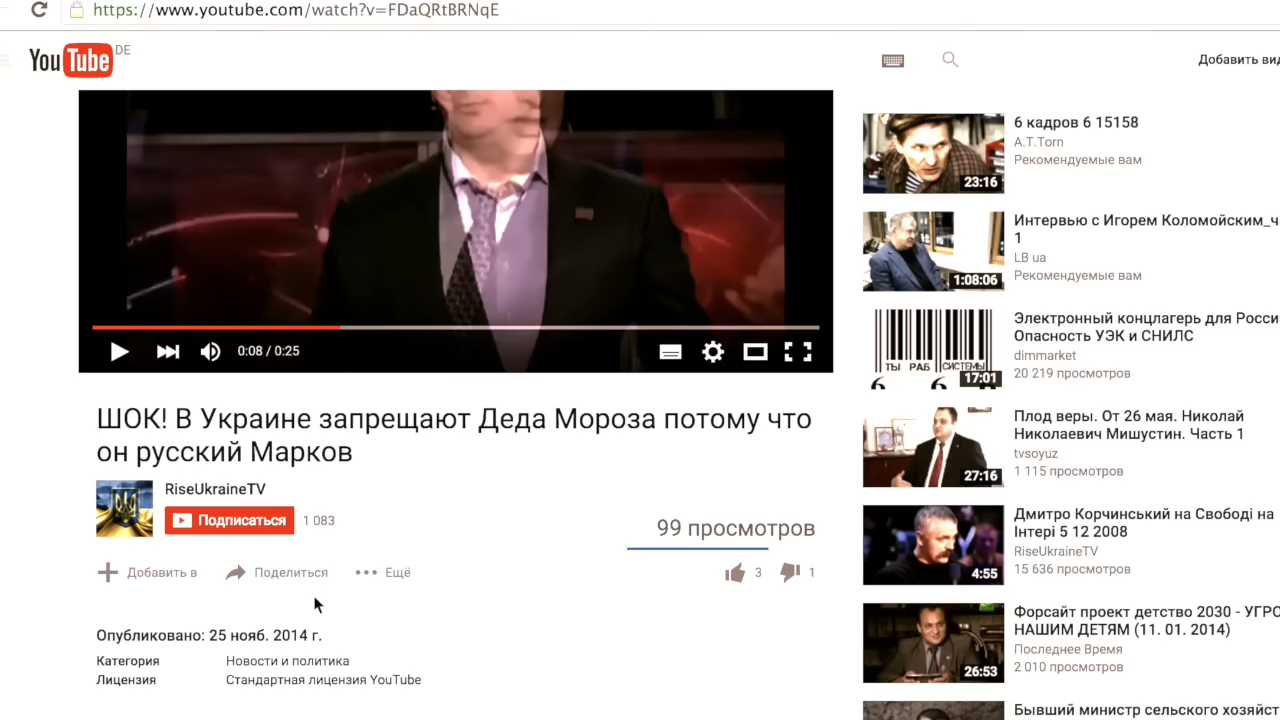 https://www.youtube.com/watch?v=FDaQRtBRNqE
YouTube DE
Добавить вид
0:08 / 0:25
ШОК! В Украине запрещают Деда Мороза потому что
он русский Марков
RiseUkraineTV
Подписаться 1 083
99 просмотров
Добавить в Поделиться Ещё
3 1
Опубликовано: 25 нояб. 2014 г.
Категория Новости и политика
Лицензия Стандартная лицензия YouTube
6 кадров 6 15158
A.T.Torn
Рекомендуемые вам
23:16
Интервью с Игорем Коломойским_ч
1
LB ua
Рекомендуемые вам
1:08:06
Электронный концлагерь для Росси
Опасность УЭК и СНИЛС
dimmarket
20 219 просмотров
ТЫ РАБ СИСТЕМЫ
6 6
17:01
Плод веры. От 26 мая. Николай
Николаевич Мишустин. Часть 1
tvsoyuz
1 115 просмотров
27:16
Дмитро Корчинський на Свободі на
Інтері 5 12 2008
RiseUkraineTV
15 636 просмотров
4:55
Форсайт проект детство 2030 - УГРО
НАШИМ ДЕТЯМ (11. 01. 2014)
Последнее Время
2 010 просмотров
26:53
Бывший министр сельского хозяйст